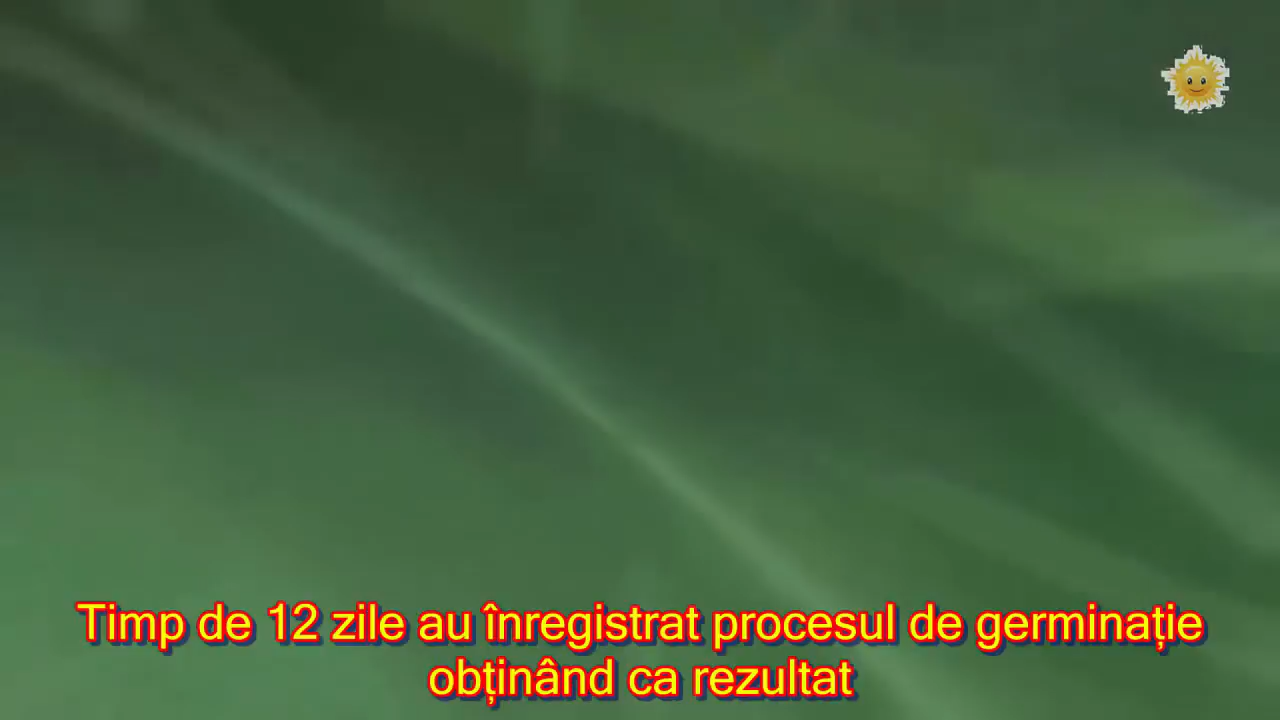 Timp de 12 zile au înregistrat procesul de germinație
obținând ca rezultat